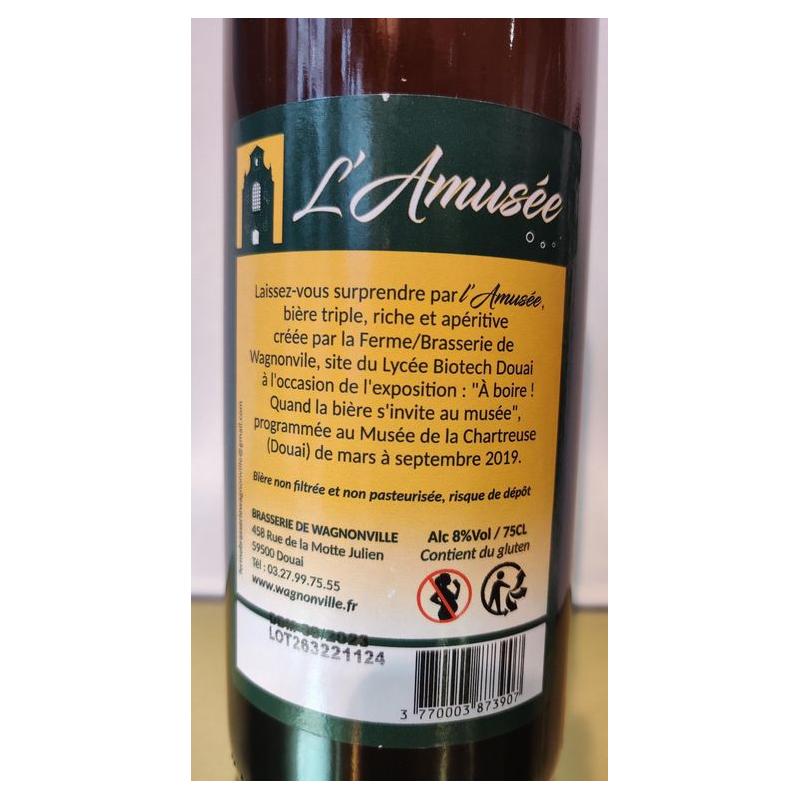 L'Amusée
Laissez-vous surprendre par l'Amusée,
bière triple, riche et apéritive
créée par la Ferme/Brasserie de
Wagnonvile, site du Lycée Biotech Douai
à l'occasion de l'exposition : "À boire !
Quand la bière s'invite au musée",
programmée au Musée de la Chartreuse
(Douai) de mars à septembre 2019.
Bière non filtrée et non pasteurisée, risque de dépôt
BRASSERIE DE WAGNONVILLE
458 Rue de la Motte Julien
59500 Douai
Tél : 03.27.99.75.55
www.wagnonville.fr
Alc 8%Vol / 75CL
Contient du gluten
/2023
LOT263221124
3 770003 873907